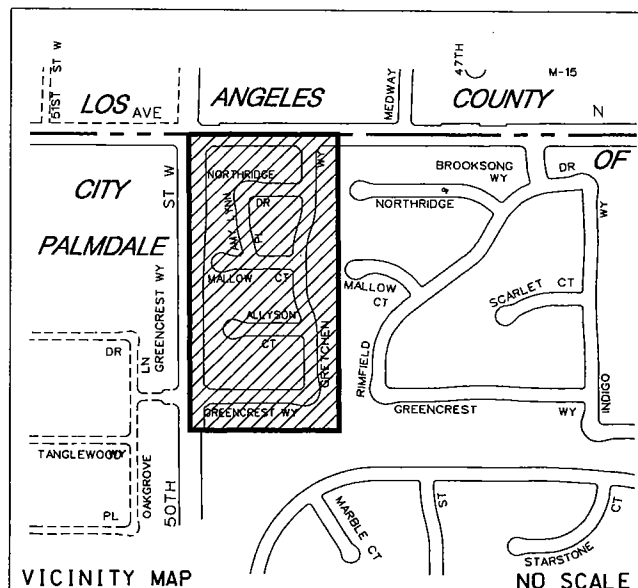 51ST ST W
47TH
M-15
MEDWAY
LOS AVE ANGELES COUNTY N
CITY OF
PALMDALE
ST W
50TH
NORTHRIDGE
DR
WY
AMY LYNN
PL
MALLOW
CT
ALLYSON
CT
GRETCHEN
GREENCREST WY
BROOKSONG
WY
DR
NORTHRIDGE
MALLOW
CT
SCARLET CT
WY
INDIGO
RIMFIELD
GREENCREST WY
GREENCREST WY
LN
DR
OAKGROVE
TANGLEWOOD
WY
PL
MARBLE CT
ST
STARSTONE
CT
VICINITY MAP
NO SCALE